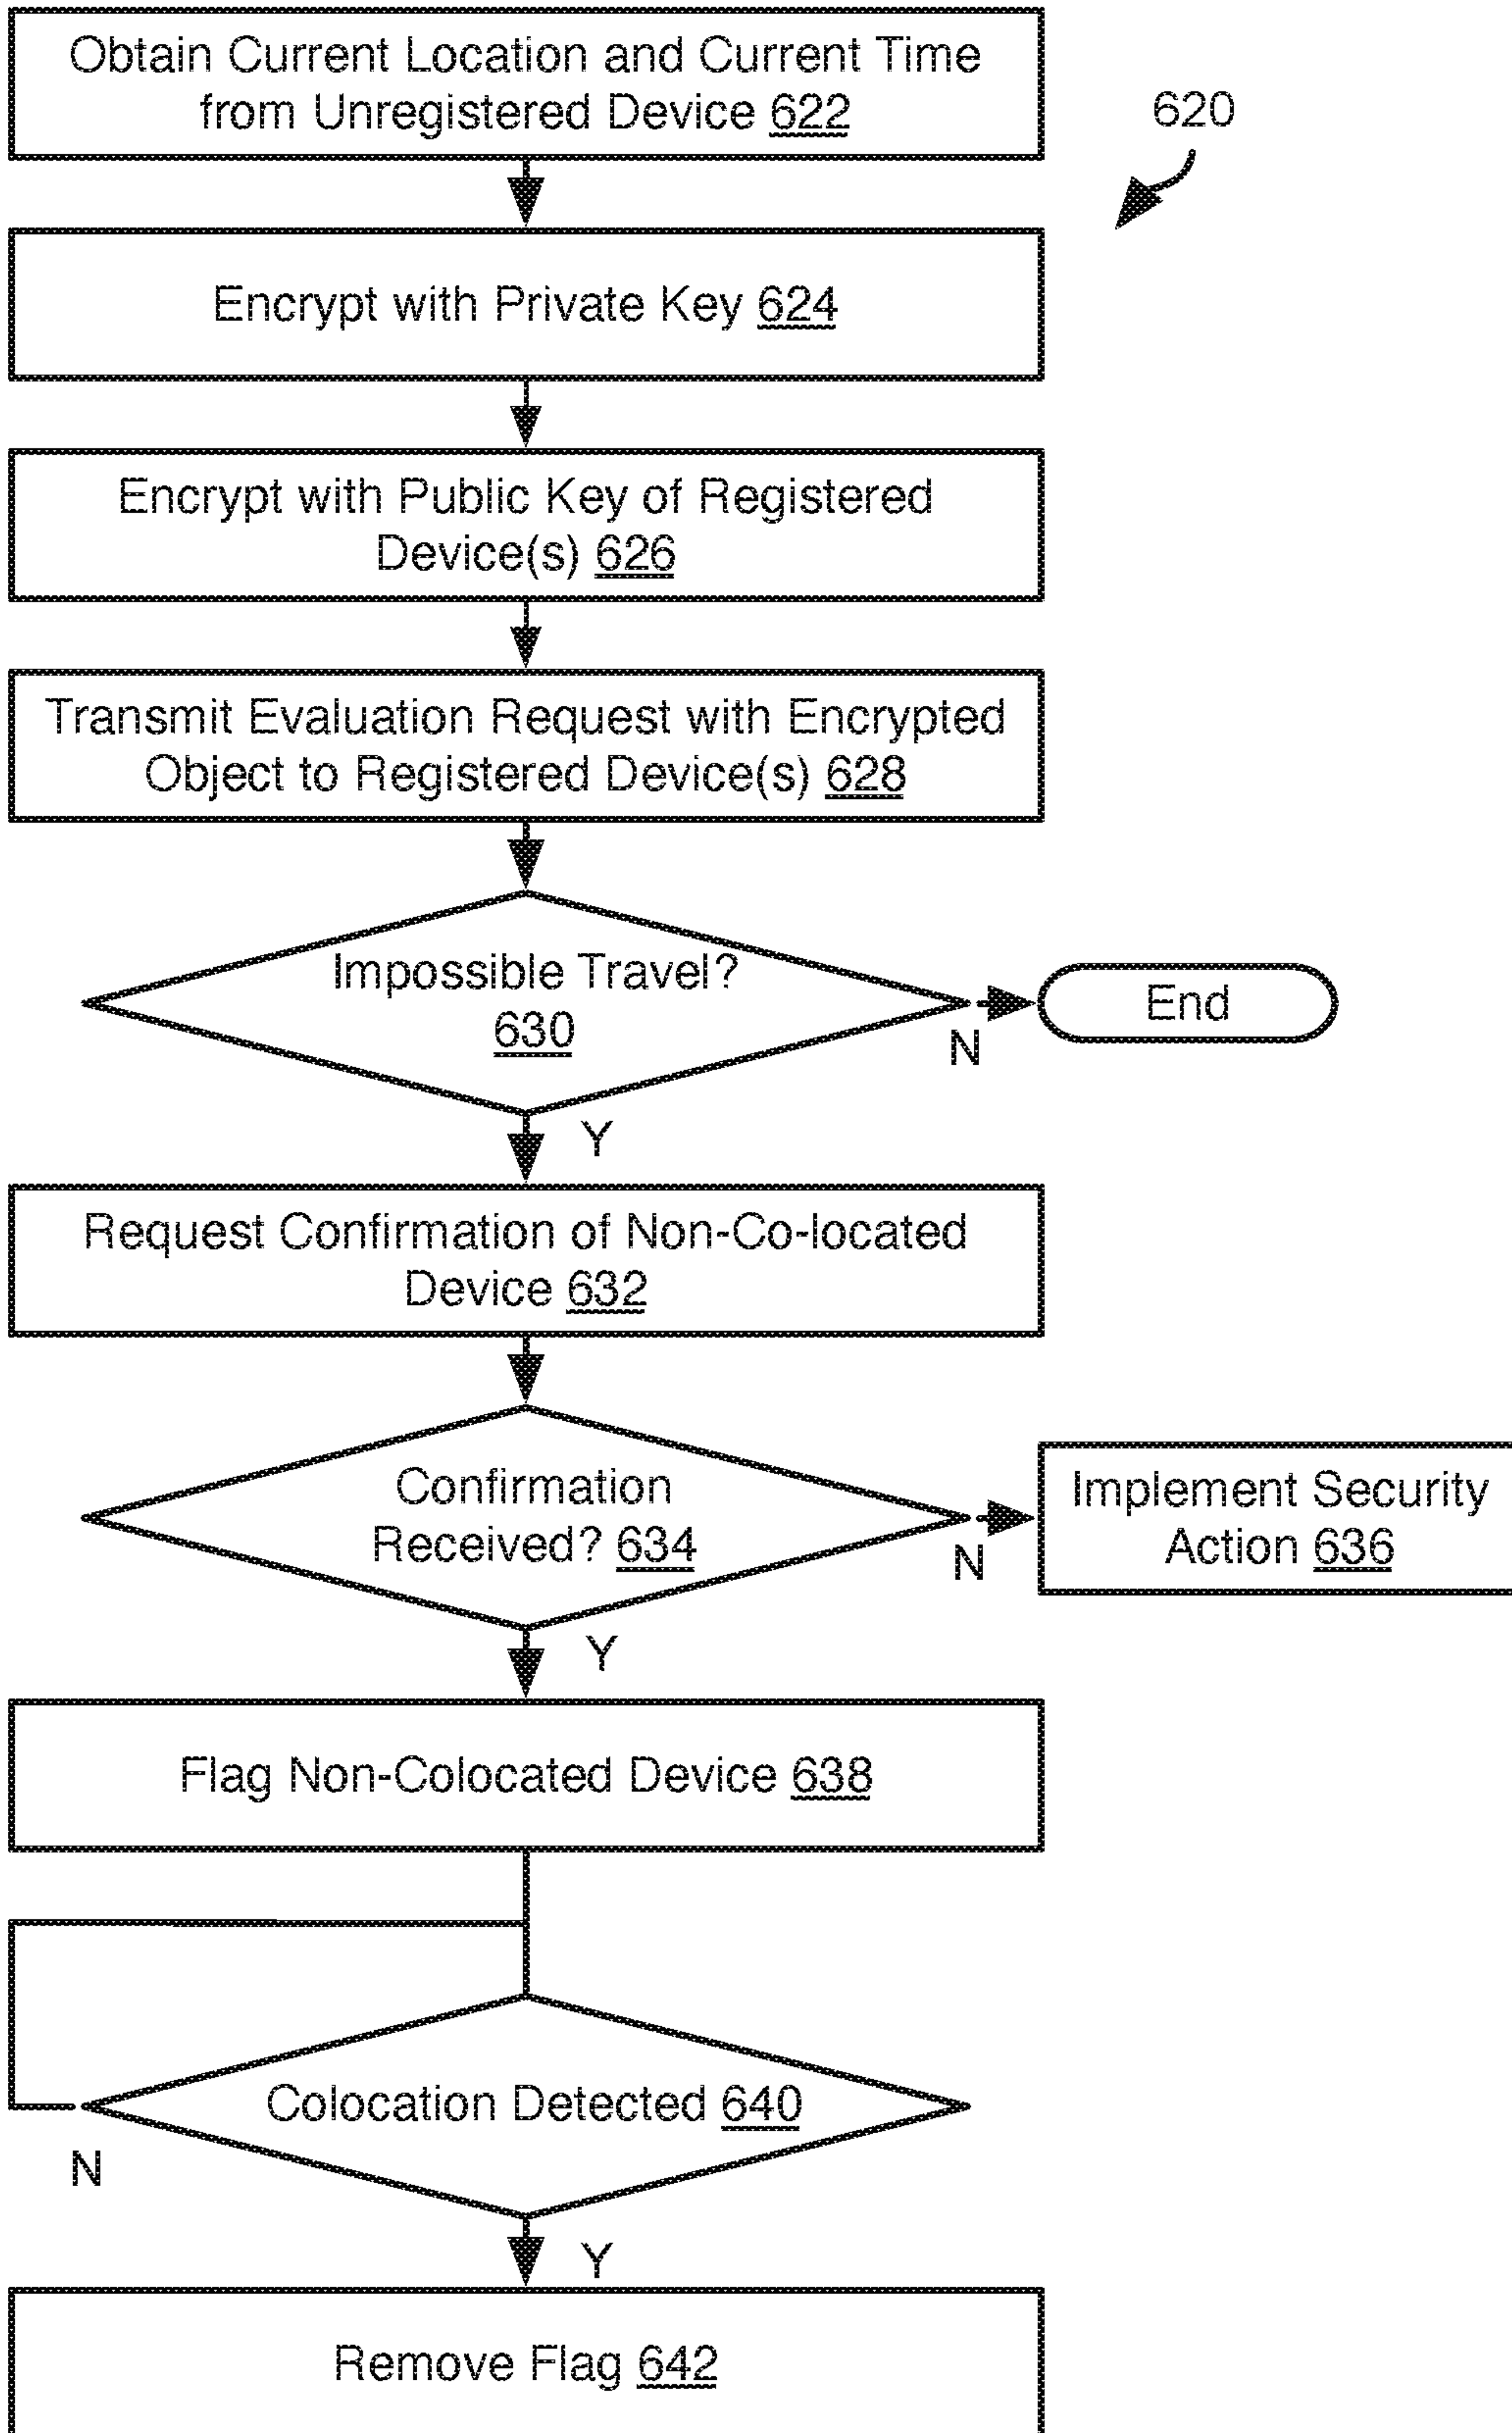 Obtain Current Location and Current Time
from Unregistered Device 622
620
Encrypt with Private Key 624
Encrypt with Public Key of Registered
Device(s) 626
Transmit Evaluation Request with Encrypted
Object to Registered Device(s) 628
Impossible Travel?
630
N
End
Y
Request Confirmation of Non-Co-located
Device 632
Confirmation
Received? 634
N
Implement Security
Action 636
Y
Flag Non-Colocated Device 638
Colocation Detected 640
N
Y
Remove Flag 642